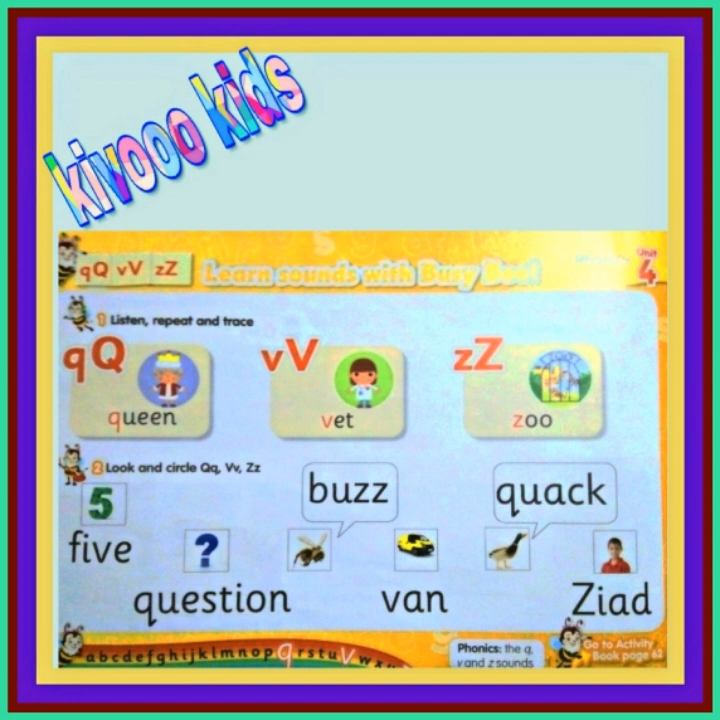 kivooo kids
qQ vV zZ Learn sounds with Busy Bee!
Unit 4
1 Listen, repeat and trace
qQ vV zZ
queen vet zoo
2 Look and circle Qq, Vv, Zz
buzz quack
5
five ?
question van Ziad
a b c d e f g h i j k l m n o p q r s t u v w x
Phonics: the q,
v and z sounds
Go to Activity
Book page